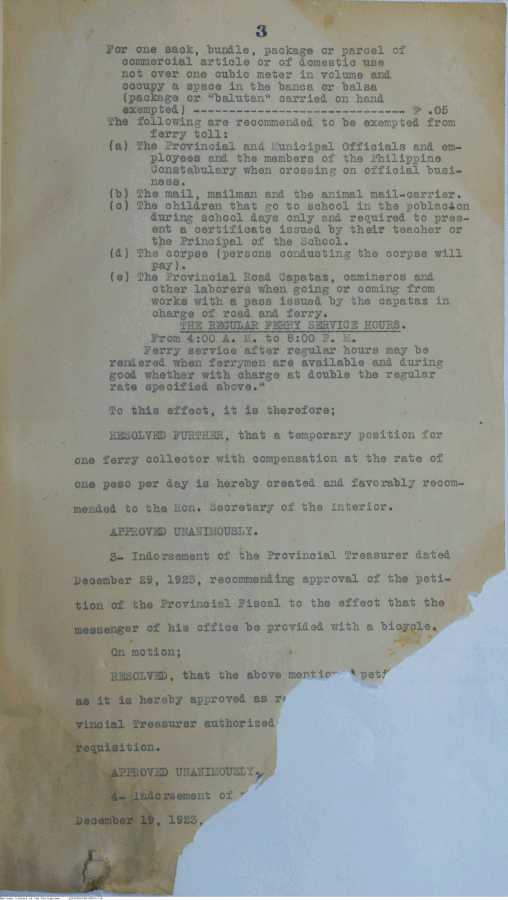 3
For one sack, bundle, package or parcel of
commercial article or of domestic use
not over one cubic meter in volume and
occupy a space in the banca or balsa
(package or "balutan" carried on hand
exempted) ------------------------------ ₱ .05
The following are recommended to be exempted from
ferry toll:
(a) The Provincial and Municipal Officials and em-
ployees and the members of the Philippine
Constabulary when crossing on official busi-
ness.
(b) The mail, mailman and the animal mail-carrier.
(c) The children that go to school in the poblacion
during school days only and required to pres-
ent a certificate issued by their teacher or
the Principal of the School.
(d) The corpse (persons conducting the corpse will
pay).
(e) The Provincial Road Capataz, camineros and
other laborers when going or coming from
works with a pass issued by the capataz in
charge of road and ferry.
THE REGULAR FERRY SERVICE HOURS.
From 4:00 A. M. to 8:00 P. M.
Ferry service after regular hours may be
rendered when ferrymen are available and during
good whether with charge at double the regular
rate specified above."
To this effect, it is therefore;
RESOLVED FURTHER, that a temporary position for
one ferry collector with compensation at the rate of
one peso per day is hereby created and favorably recom-
mended to the Hon. Secretary of the Interior.
APPROVED UNANIMOUSLY.
3- Indorsement of the Provincial Treasurer dated
December 29, 1923, recommending approval of the peti-
tion of the Provincial Fiscal to the effect that the
messenger of his office be provided with a bicycle.
On motion;
RESOLVED, that the above mentioned peti
as it is hereby approved as
vincial Treasurer authorized
requisition.
APPROVED UNANIMOUSLY.
4- Indorsement of
December 19, 1923,